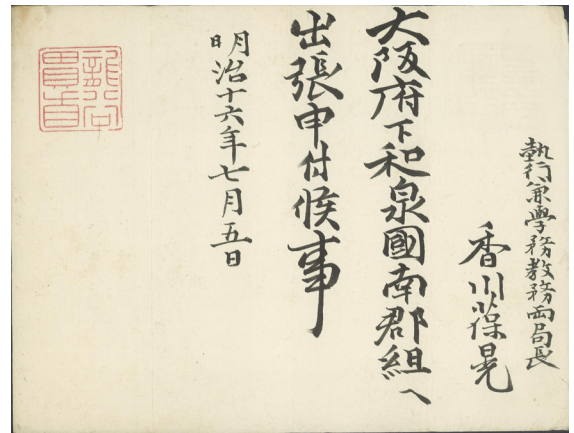 執行兼學務教務両局長
香川葆晃
大阪府下和泉國南郡組へ
出張申付候事
明治十六年七月五日